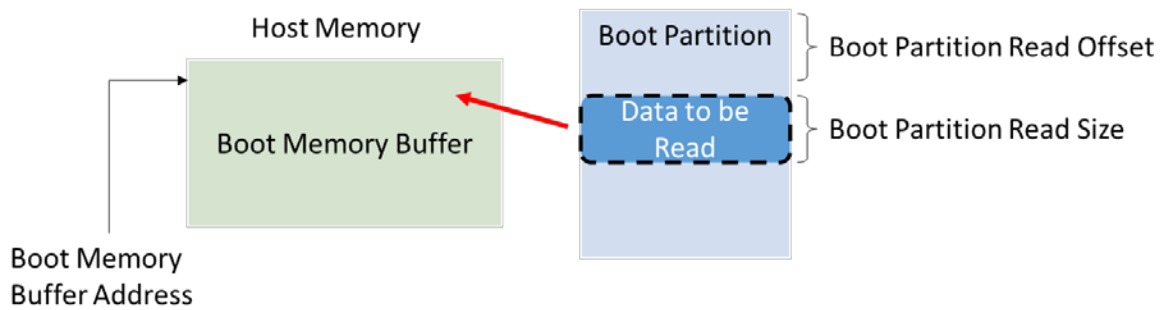 Host Memory
Boot Partition
Boot Partition Read Offset
Data to be
Read
Boot Partition Read Size
Boot Memory Buffer
Boot Memory
Buffer Address